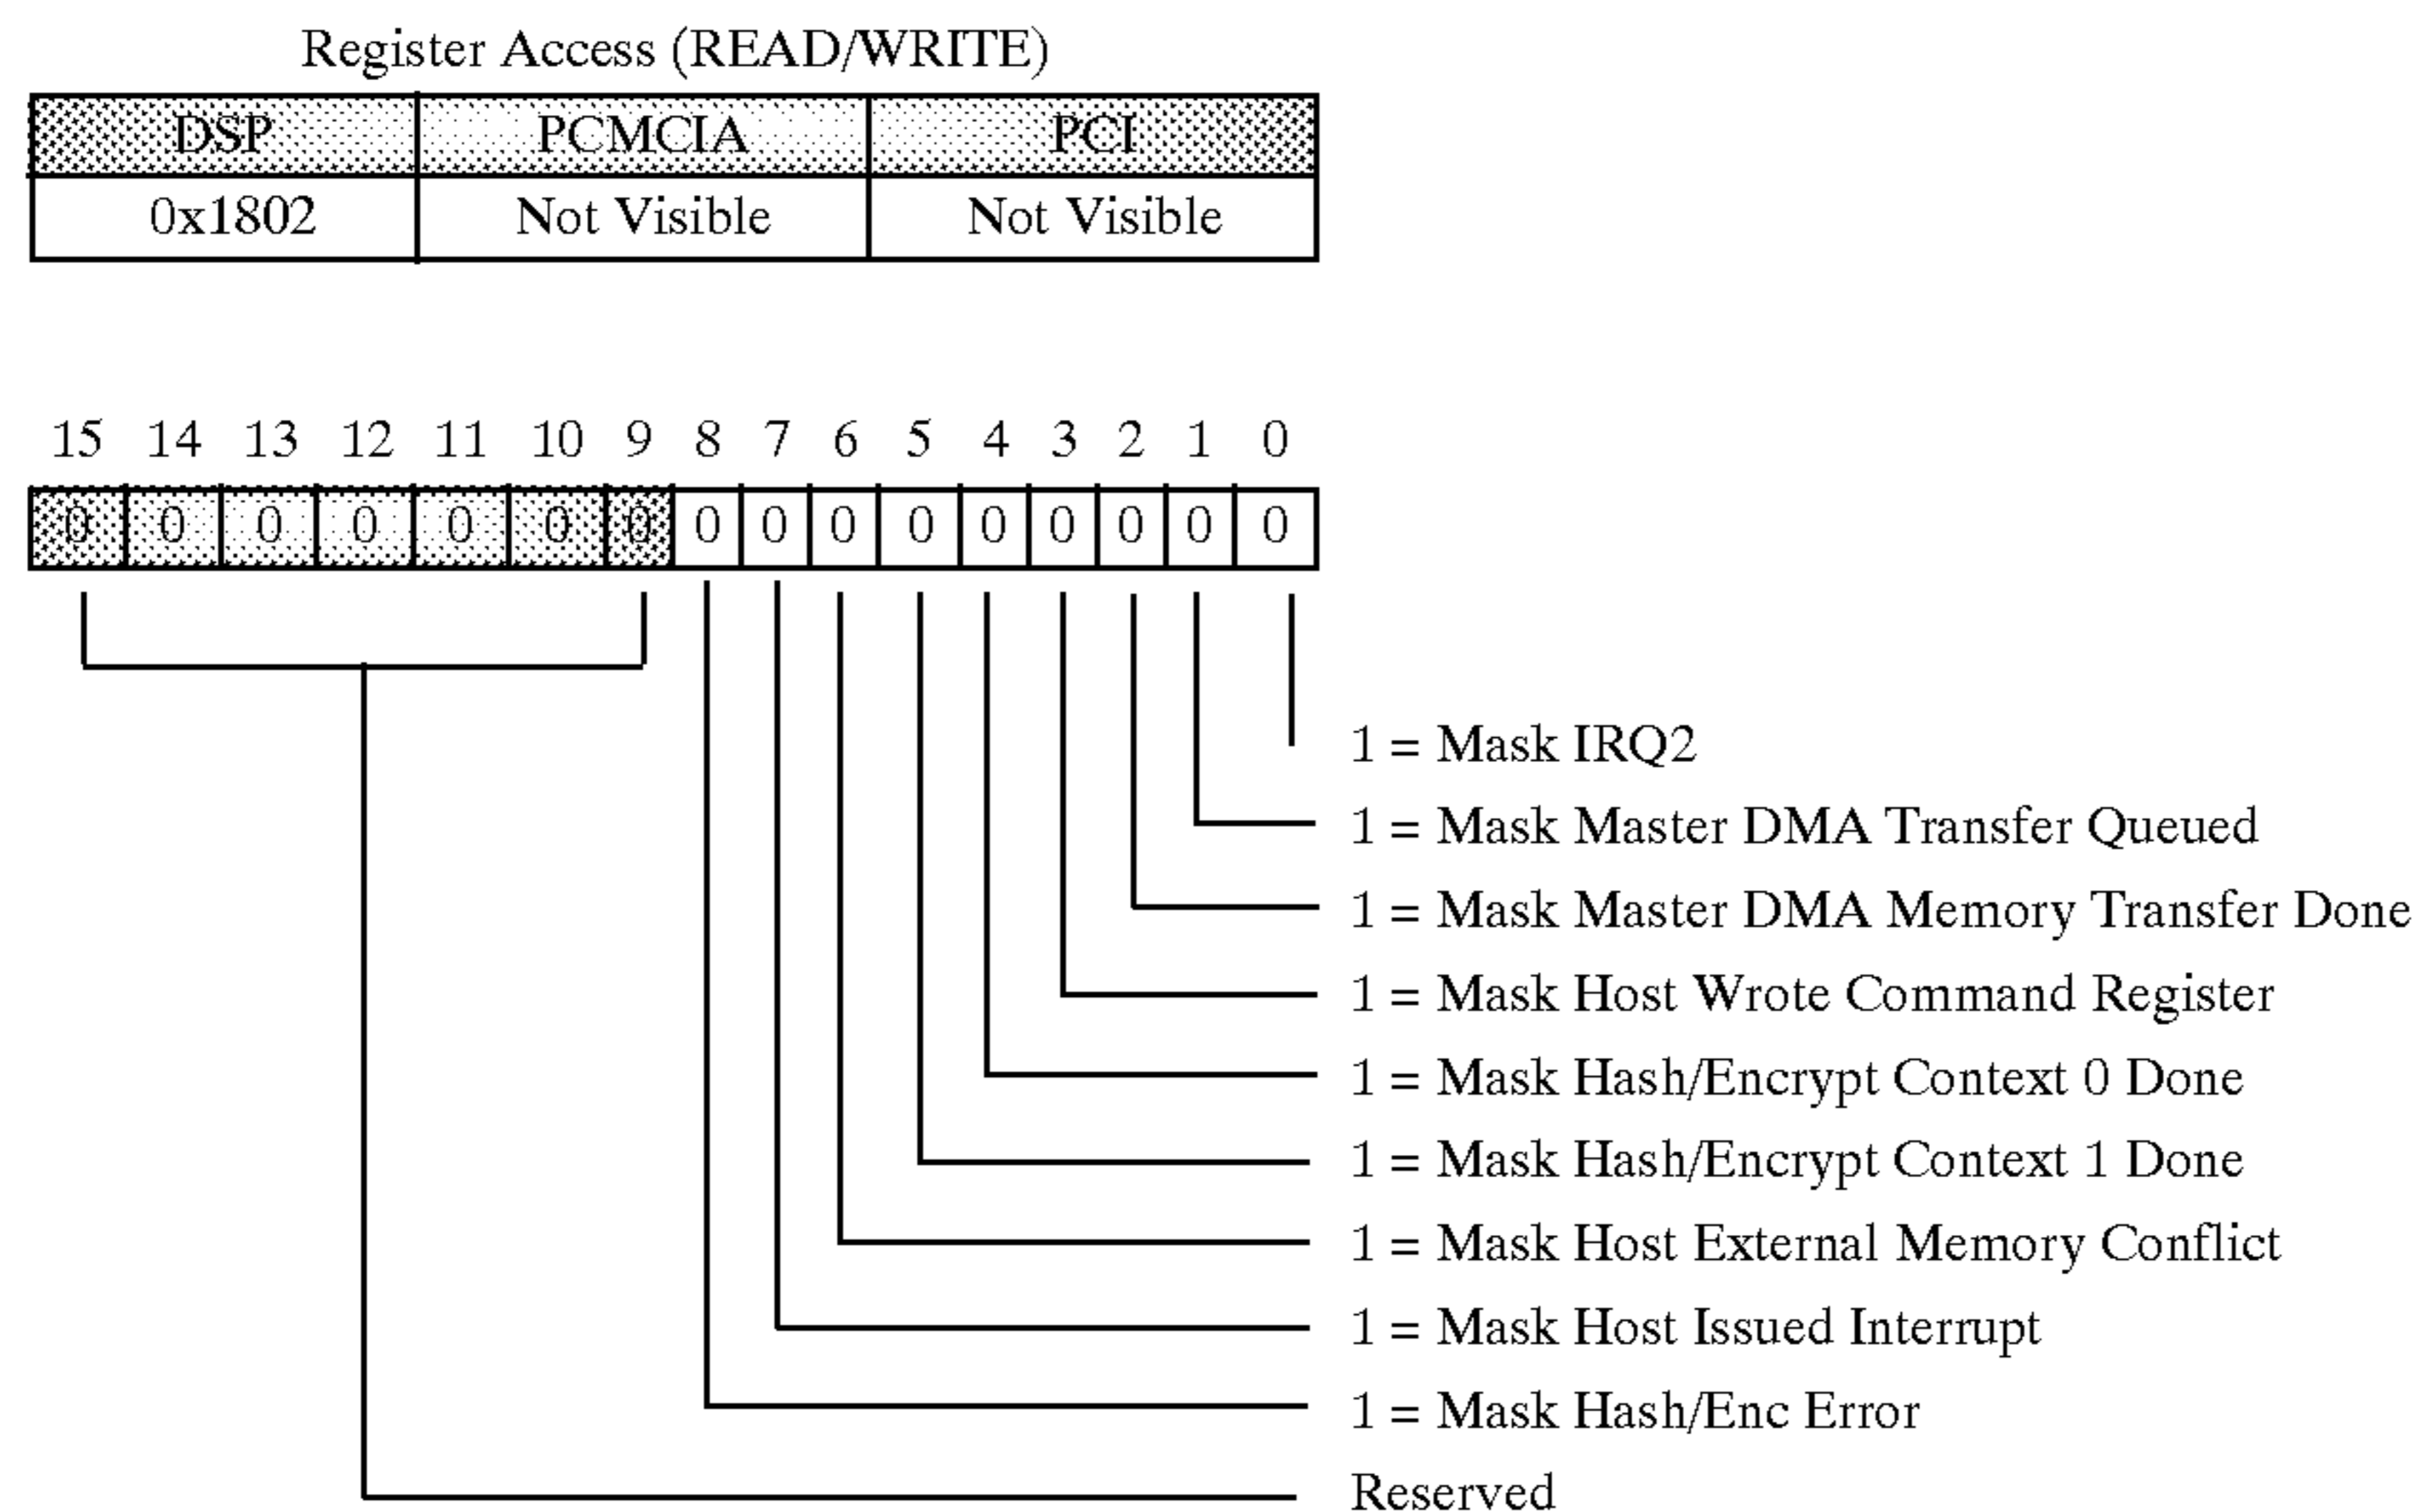 Register Access (READ/WRITE)
DSP PCMCIA PCI
0x1802 Not Visible Not Visible
15 14 13 12 11 10 9 8 7 6 5 4 3 2 1 0
0 0 0 0 0 0 0 0 0 0 0 0 0 0 0 0
1 = Mask IRQ2
1 = Mask Master DMA Transfer Queued
1 = Mask Master DMA Memory Transfer Done
1 = Mask Host Wrote Command Register
1 = Mask Hash/Encrypt Context 0 Done
1 = Mask Hash/Encrypt Context 1 Done
1 = Mask Host External Memory Conflict
1 = Mask Host Issued Interrupt
1 = Mask Hash/Enc Error
Reserved